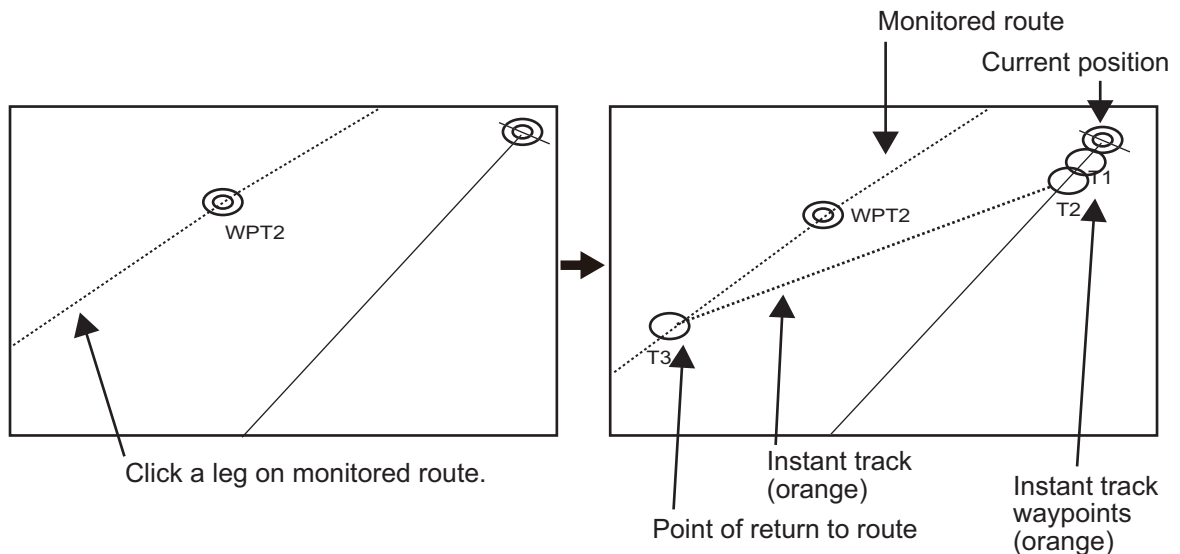 Monitored route
Current position
WPT2
Click a leg on monitored route.
T1
T2
WPT2
T3
Instant track
(orange)
Point of return to route
Instant track
waypoints
(orange)